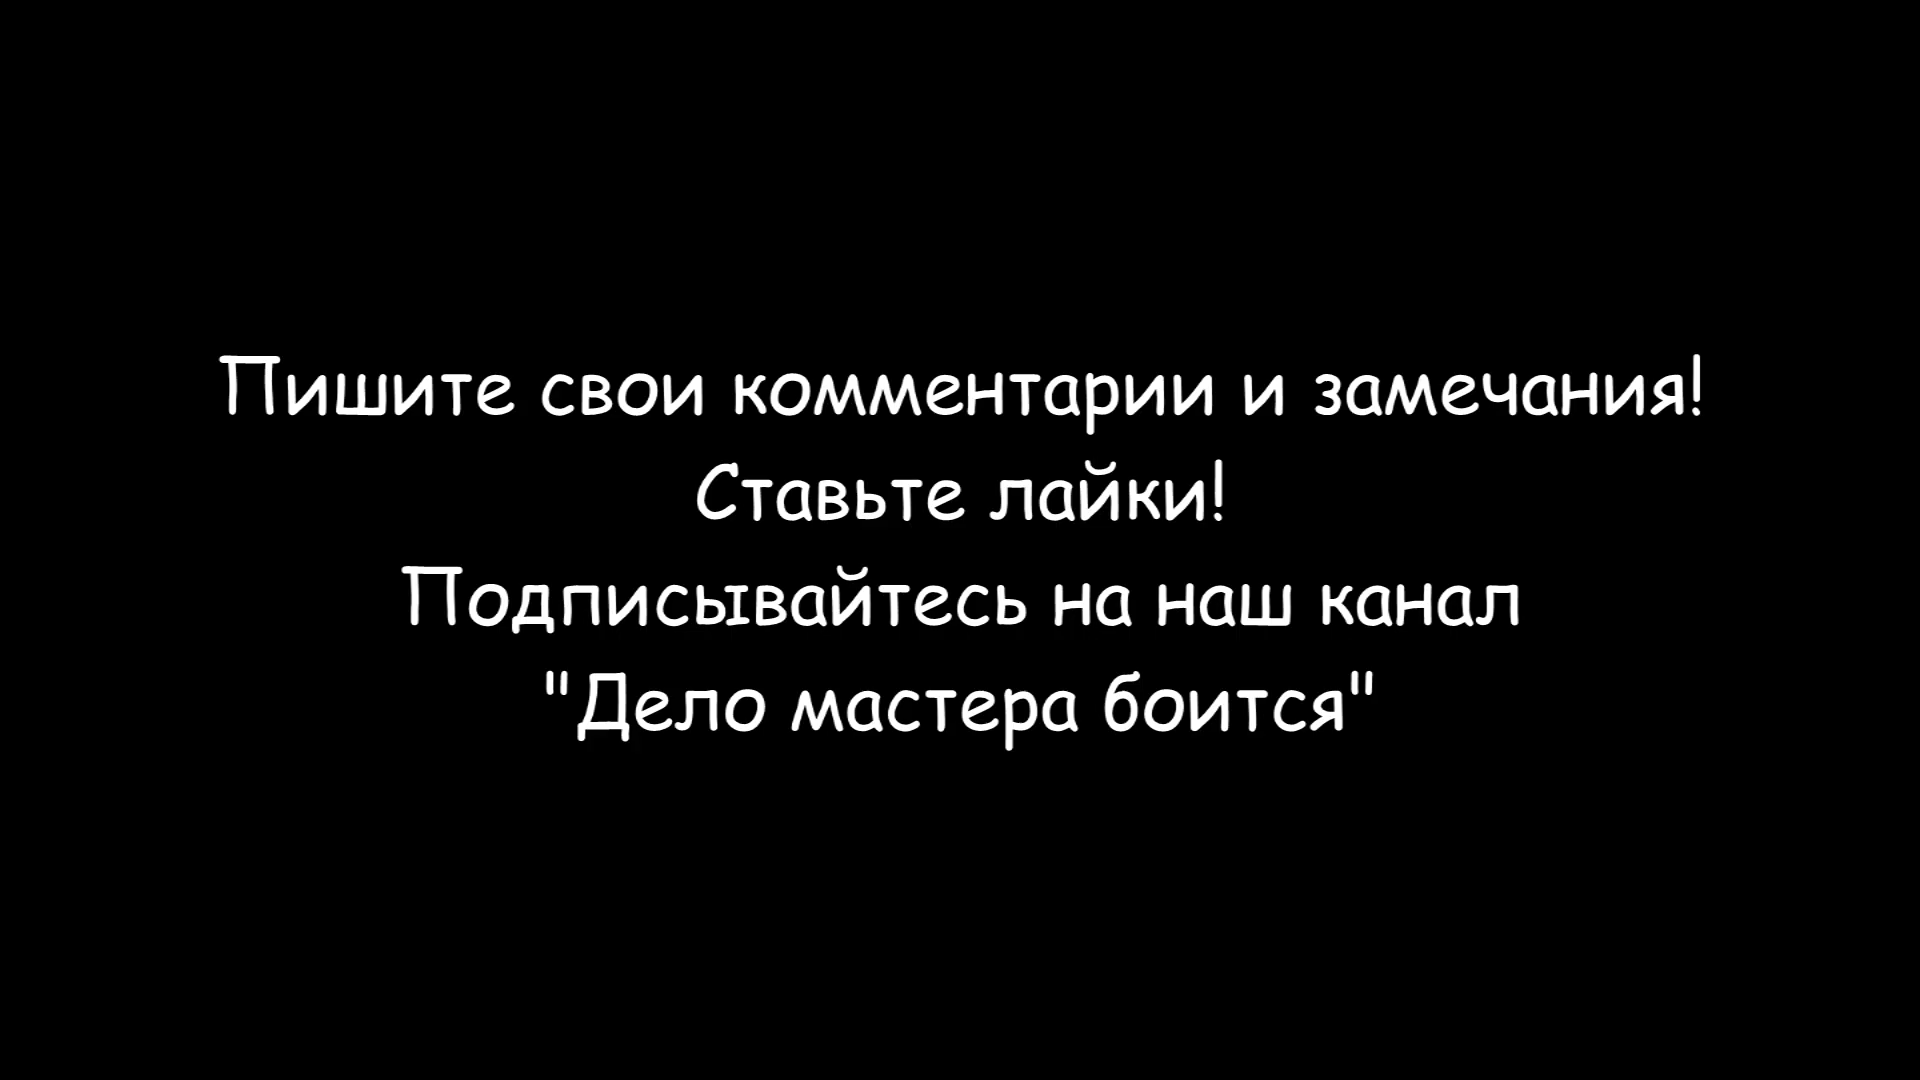 Пишите свои комментарии и замечания!
Ставьте лайки!
Подписывайтесь на наш канал
"Дело мастера боится"